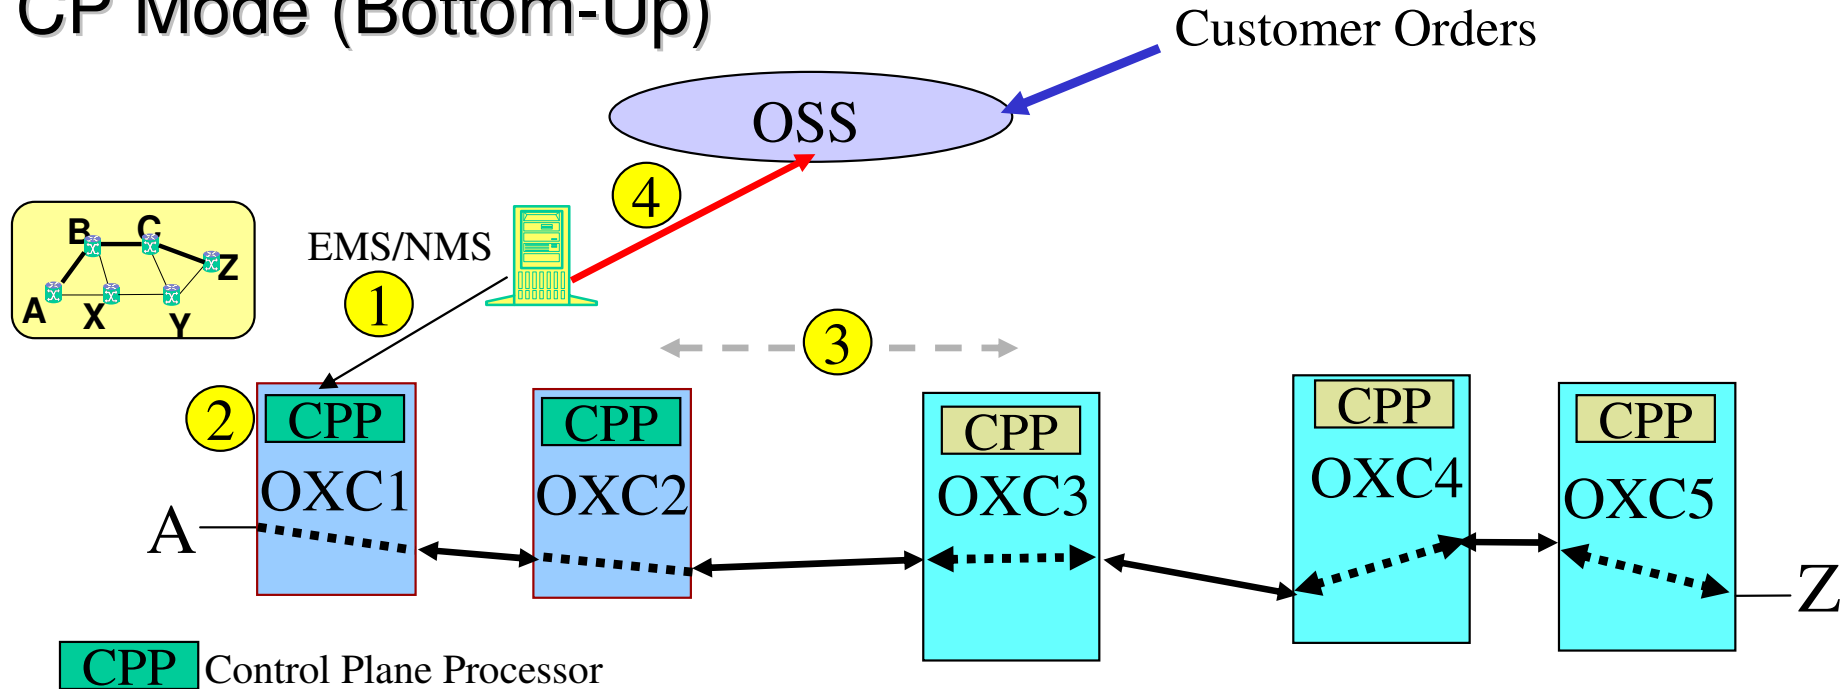 CP Mode (Bottom-Up)
Customer Orders
OSS
4
B C
EMS/NMS
Z
1
A X Y
3
2
CPP CPP CPP CPP CPP
OXC1 OXC2 OXC3 OXC4 OXC5
A
Z
CPP Control Plane Processor